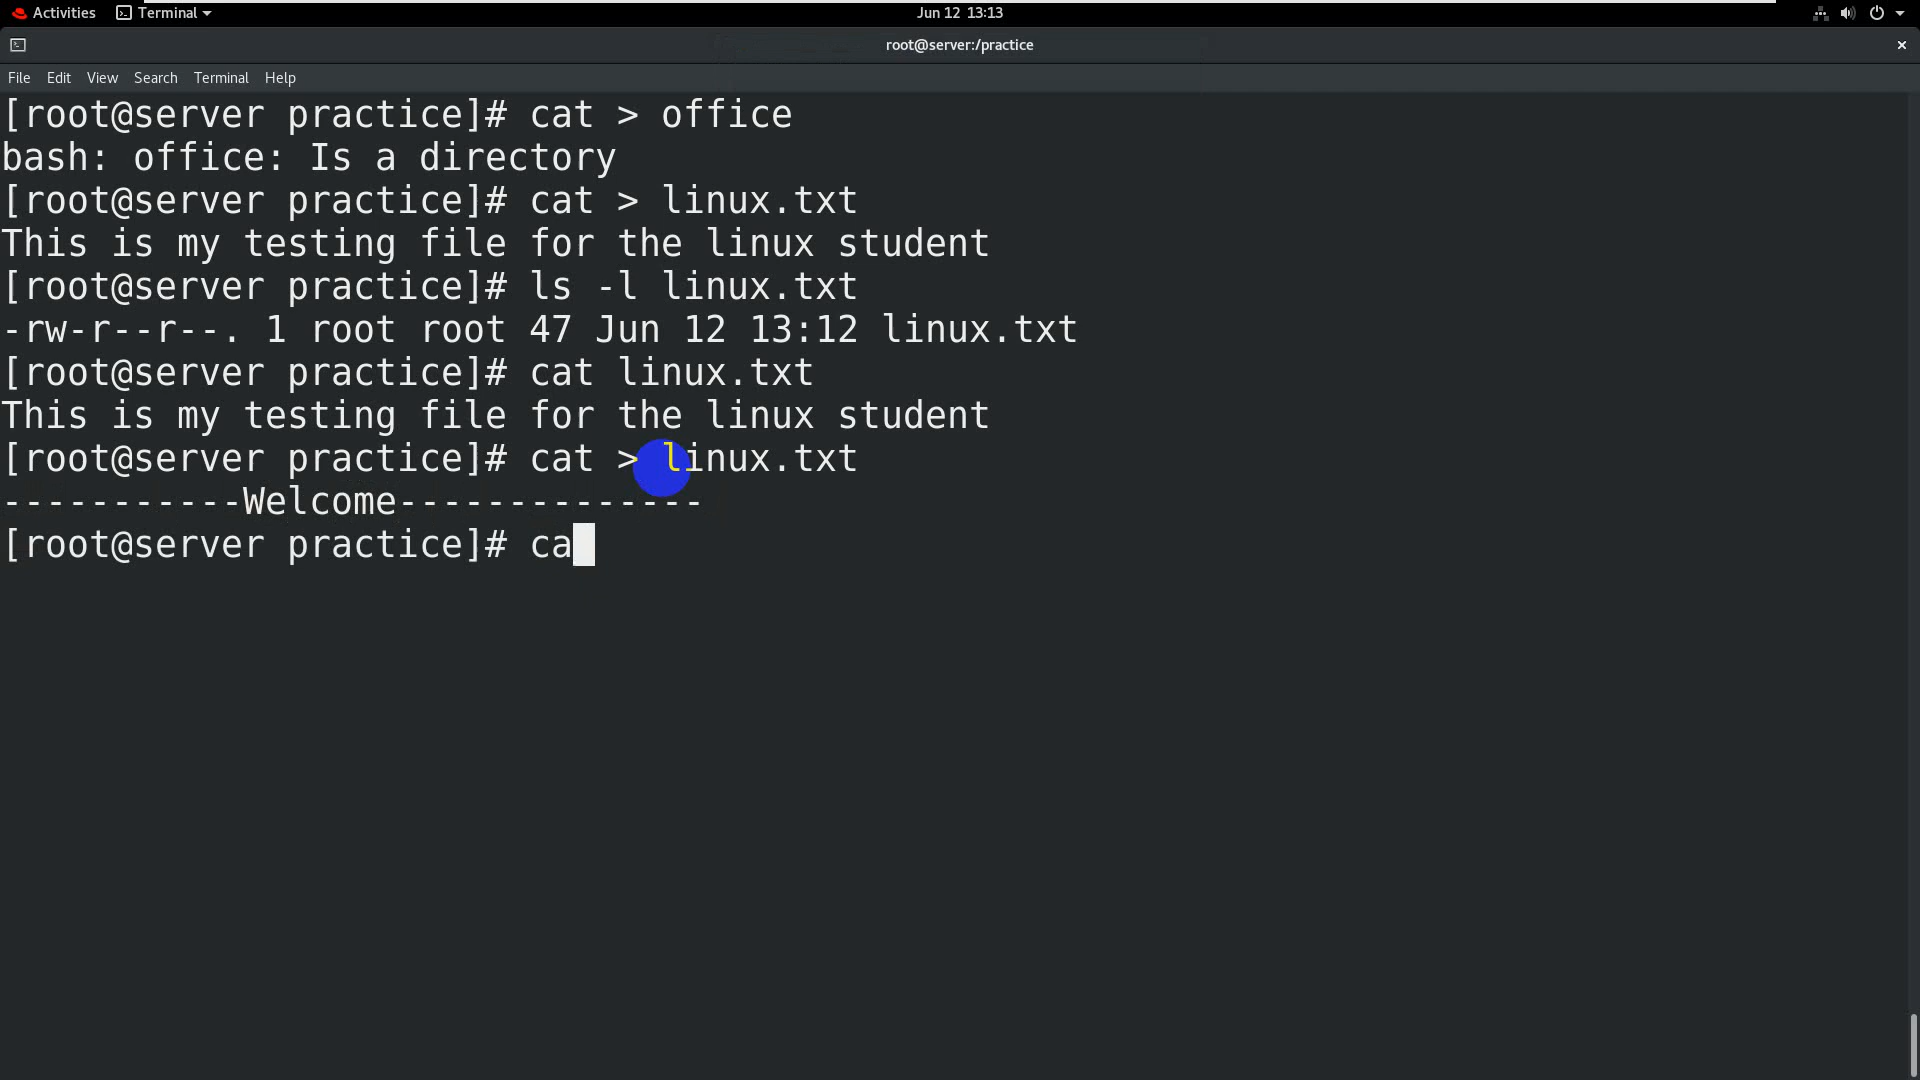 Activities Terminal Jun 12 13:13
root@server:/practice
File Edit View Search Terminal Help
[root@server practice]# cat > office
bash: office: Is a directory
[root@server practice]# cat > linux.txt
This is my testing file for the linux student
[root@server practice]# ls -l linux.txt
-rw-r--r--. 1 root root 47 Jun 12 13:12 linux.txt
[root@server practice]# cat linux.txt
This is my testing file for the linux student
[root@server practice]# cat > linux.txt
-----------Welcome--------------
[root@server practice]# ca